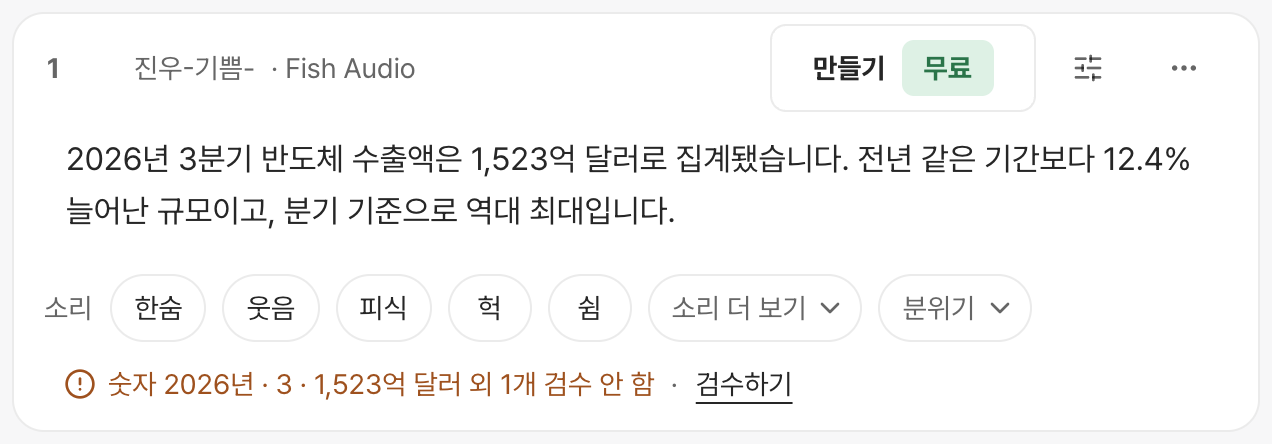 1 진우-기쁨- · Fish Audio 만들기 무료
2026년 3분기 반도체 수출액은 1,523억 달러로 집계됐습니다. 전년 같은 기간보다 12.4%
늘어난 규모이고, 분기 기준으로 역대 최대입니다.
소리 한숨 웃음 피식 헉 쉼 소리 더 보기 분위기
숫자 2026년 · 3 · 1,523억 달러 외 1개 검수 안 함 · 검수하기